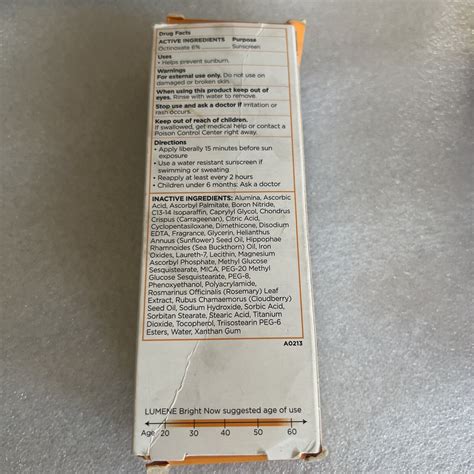 Drug Facts
ACTIVE INGREDIENTS Purpose
Octinoxate 6% Sunscreen
Uses
• Helps prevent sunburn.
Warnings
For external use only. Do not use on
damaged or broken skin.
When using this product keep out of
eyes. Rinse with water to remove.
Stop use and ask a doctor if irritation or
rash occurs.
Keep out of reach of children.
If swallowed, get medical help or contact a
Poison Control Center right away.
Directions
• Apply liberally 15 minutes before sun
exposure
• Use a water resistant sunscreen if
swimming or sweating
• Reapply at least every 2 hours
• Children under 6 months: Ask a doctor
INACTIVE INGREDIENTS: Alumina, Ascorbic
Acid, Ascorbyl Palmitate, Boron Nitride,
C13-14 Isoparaffin, Caprylyl Glycol, Chondrus
Crispus (Carrageenan), Citric Acid,
Cyclopentasiloxane, Dimethicone, Disodium
EDTA, Fragrance, Glycerin, Helianthus
Annuus (Sunflower) Seed Oil, Hippophae
Rhamnoides (Sea Buckthorn) Oil, Iron
Oxides, Laureth-7, Lecithin, Magnesium
Ascorbyl Phosphate, Methyl Glucose
Sesquistearate, MICA, PEG-20 Methyl
Glucose Sesquistearate, PEG-8,
Phenoxyethanol, Polyacrylamide,
Rosmarinus Officinalis (Rosemary) Leaf
Extract, Rubus Chamaemorus (Cloudberry)
Seed Oil, Sodium Hydroxide, Sorbic Acid,
Sorbitan Stearate, Stearic Acid, Titanium
Dioxide, Tocopherol, Triisostearin PEG-6
Esters, Water, Xanthan Gum
A0213
LUMENE Bright Now suggested age of use
Age 20 30 40 50 60